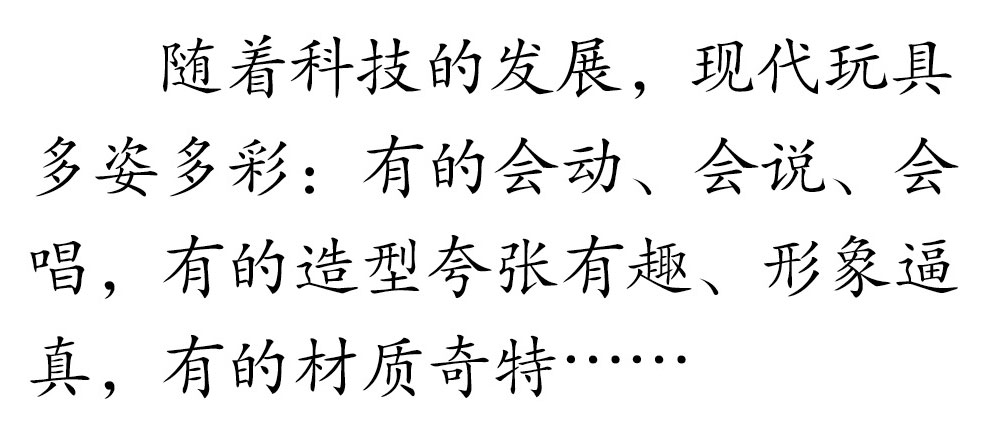 随着科技的发展，现代玩具
多姿多彩：有的会动、会说、会
唱，有的造型夸张有趣、形象逼
真，有的材质奇特……